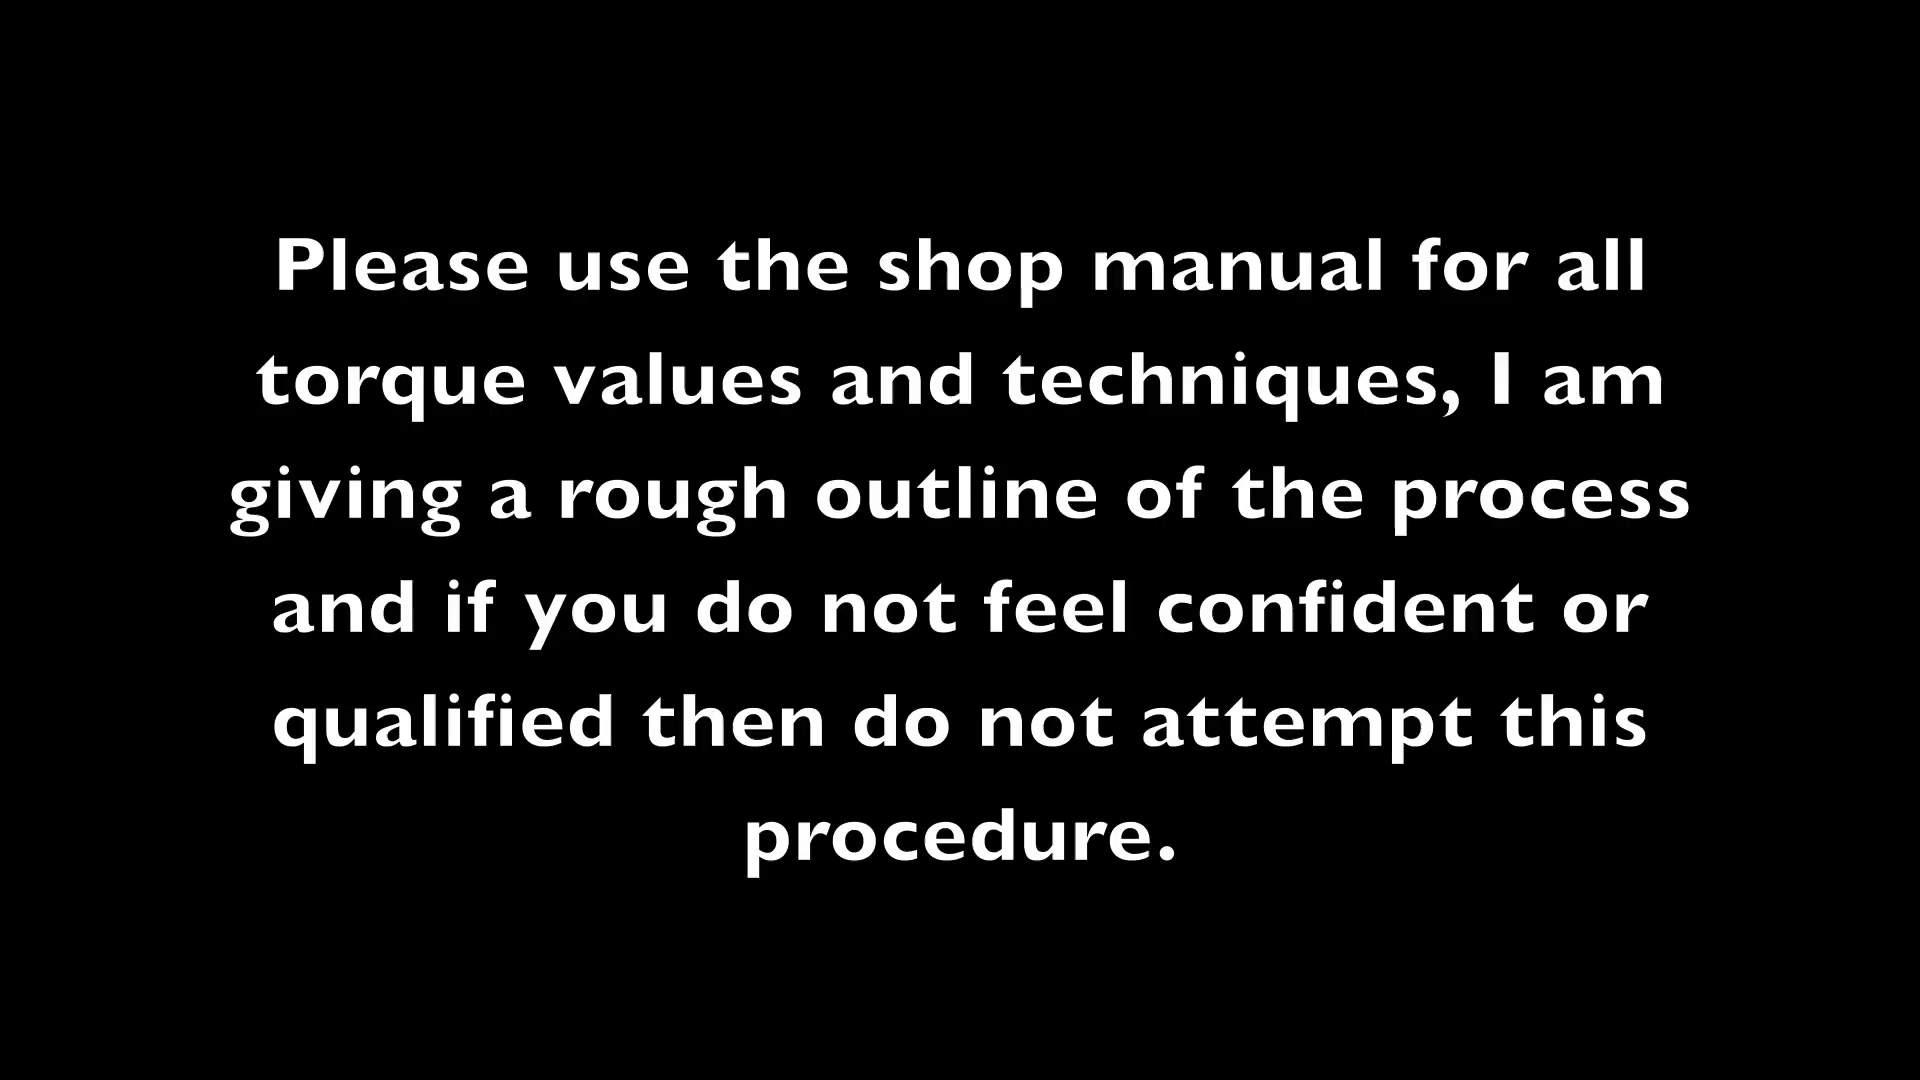 Please use the shop manual for all
torque values and techniques, I am
giving a rough outline of the process
and if you do not feel confident or
qualified then do not attempt this
procedure.